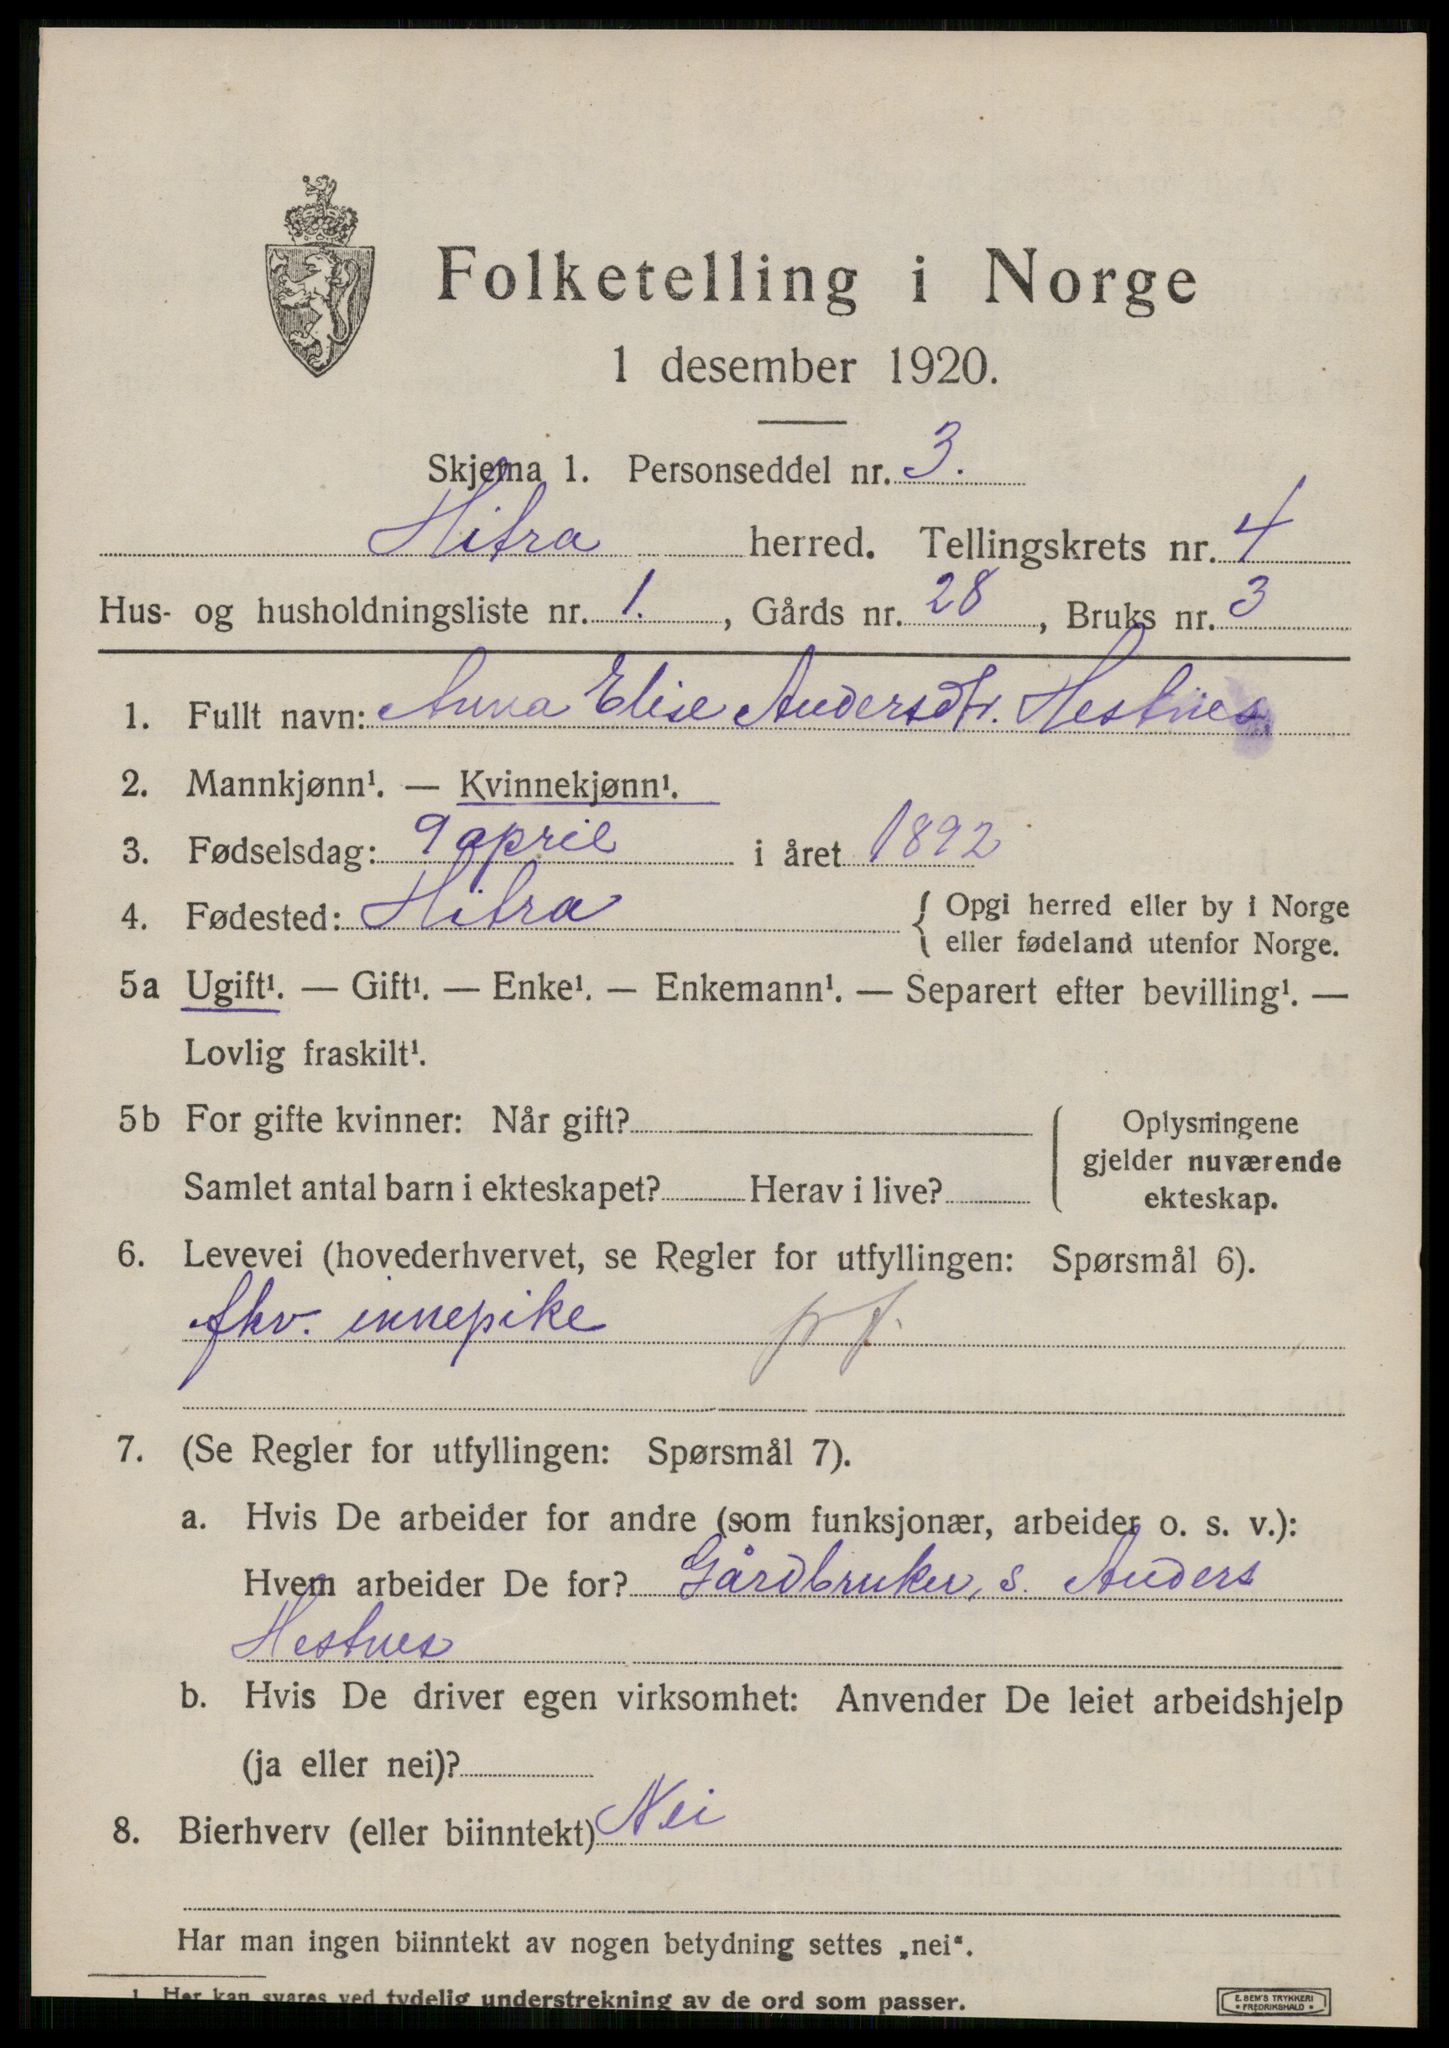 Folketelling i Norge
1 desember 1920.
Skjema 1. Personseddel nr. 3.
Hitra herred. Tellingskrets nr. 4
Hus- og husholdningsliste nr. 1. , Gårds nr. 28 , Bruks nr. 3
1. Fullt navn: Anna Elise Andersdtr. Hestnes
2. Mannkjønn¹. — Kvinnekjønn¹.
3. Fødselsdag: 9 april i året 1892
4. Fødested: Hitra { Opgi herred eller by i Norge
eller fødeland utenfor Norge.
5a Ugift¹. — Gift¹. — Enke¹. — Enkemann¹. — Separert efter bevilling¹. —
Lovlig fraskilt¹.
5b For gifte kvinner: Når gift?
Samlet antal barn i ekteskapet? Herav i live?
Oplysningene
gjelder nuværende
ekteskap.
6. Levevei (hovederhvervet, se Regler for utfyllingen: Spørsmål 6).
fhv. innepike
7. (Se Regler for utfyllingen: Spørsmål 7).
a. Hvis De arbeider for andre (som funksjonær, arbeider o. s. v.):
Hvem arbeider De for? Gårdbruker, s. Anders
Hestnes
b. Hvis De driver egen virksomhet: Anvender De leiet arbeidshjelp
(ja eller nei)?
8. Bierhverv (eller biinntekt) Nei
Har man ingen biinntekt av nogen betydning settes „nei“.
1. Her kan svares ved tydelig understrekning av de ord som passer.
E. SEM'S TRYKKERI
• FREDRIKSHALD •